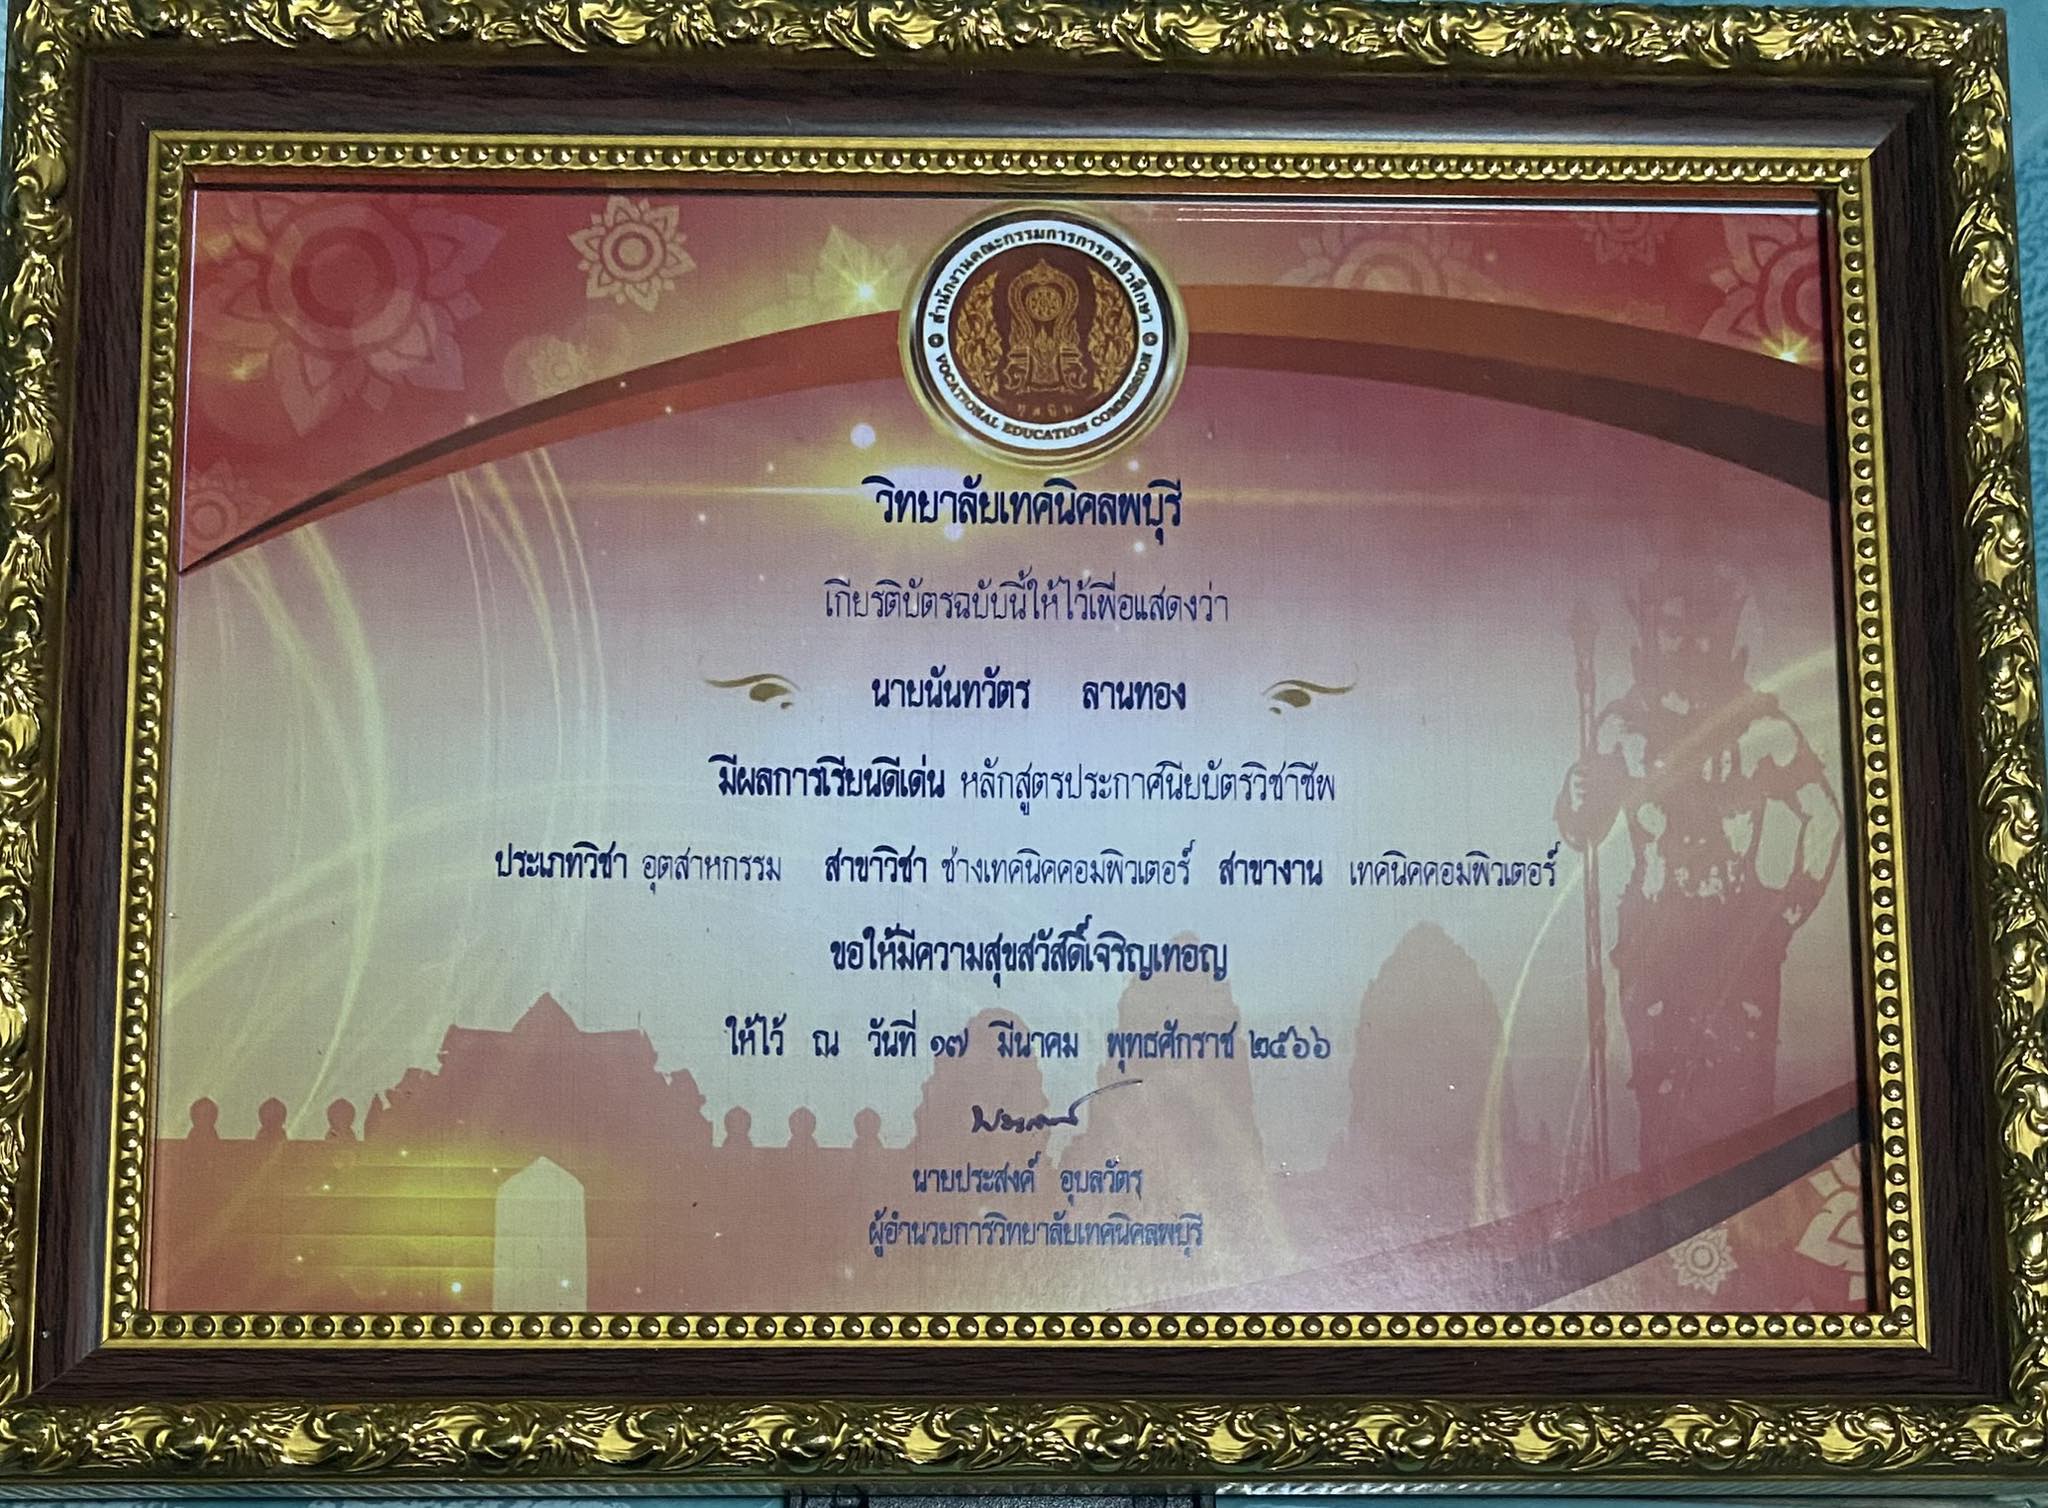 สำนักงานคณะกรรมการการอาชีวศึกษา
VOCATIONAL EDUCATION COMMISSION
วิทยาลัยเทคนิคลพบุรี
เกียรติบัตรฉบับนี้ให้ไว้เพื่อแสดงว่า
นายนันทวัตร ลานทอง
มีผลการเรียนดีเด่น หลักสูตรประกาศนียบัตรวิชาชีพ
ประเภทวิชา อุตสาหกรรม สาขาวิชา ช่างเทคนิคคอมพิวเตอร์ สาขางาน เทคนิคคอมพิวเตอร์
ขอให้มีความสุขสวัสดิ์เจริญเทอญ
ให้ไว้ ณ วันที่ ๑๗ มีนาคม พุทธศักราช ๒๕๖๖
นายประสงค์ อุบลวัตร
ผู้อำนวยการวิทยาลัยเทคนิคลพบุรี